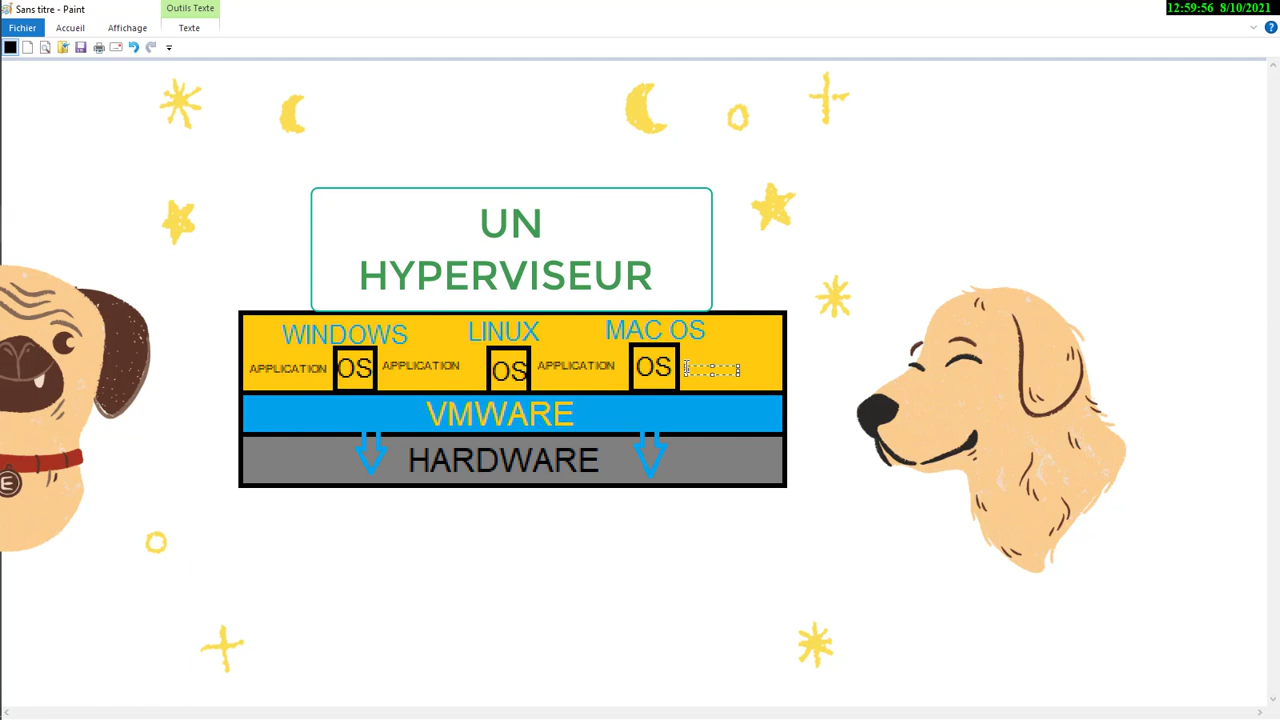 Sans titre - Paint
Outils Texte
12:59:56 8/10/2021
Fichier
Accueil
Affichage
Texte
UN
HYPERVISEUR
WINDOWS
LINUX
MAC OS
APPLICATION
OS
APPLICATION
OS
APPLICATION
OS
VMWARE
HARDWARE
E